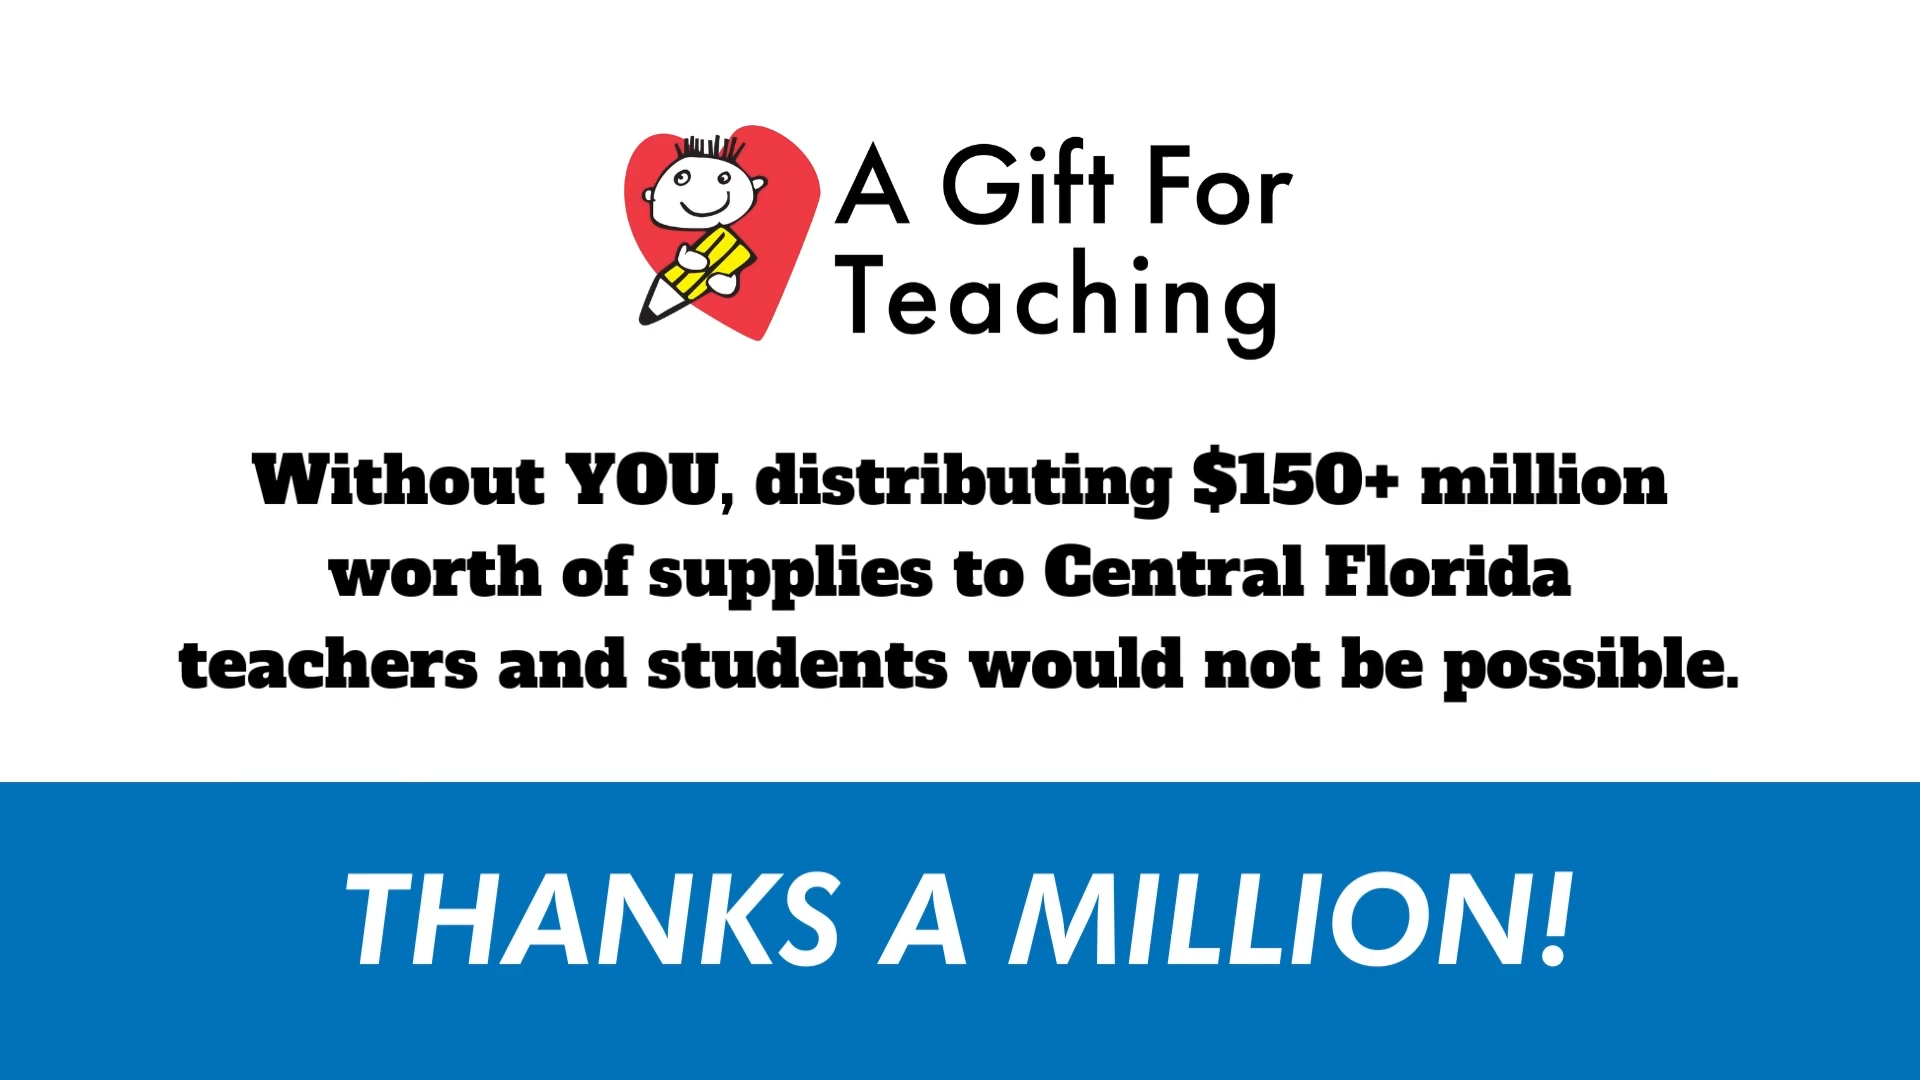 A Gift For
Teaching
Without YOU, distributing $150+ million
worth of supplies to Central Florida
teachers and students would not be possible.
THANKS A MILLION!